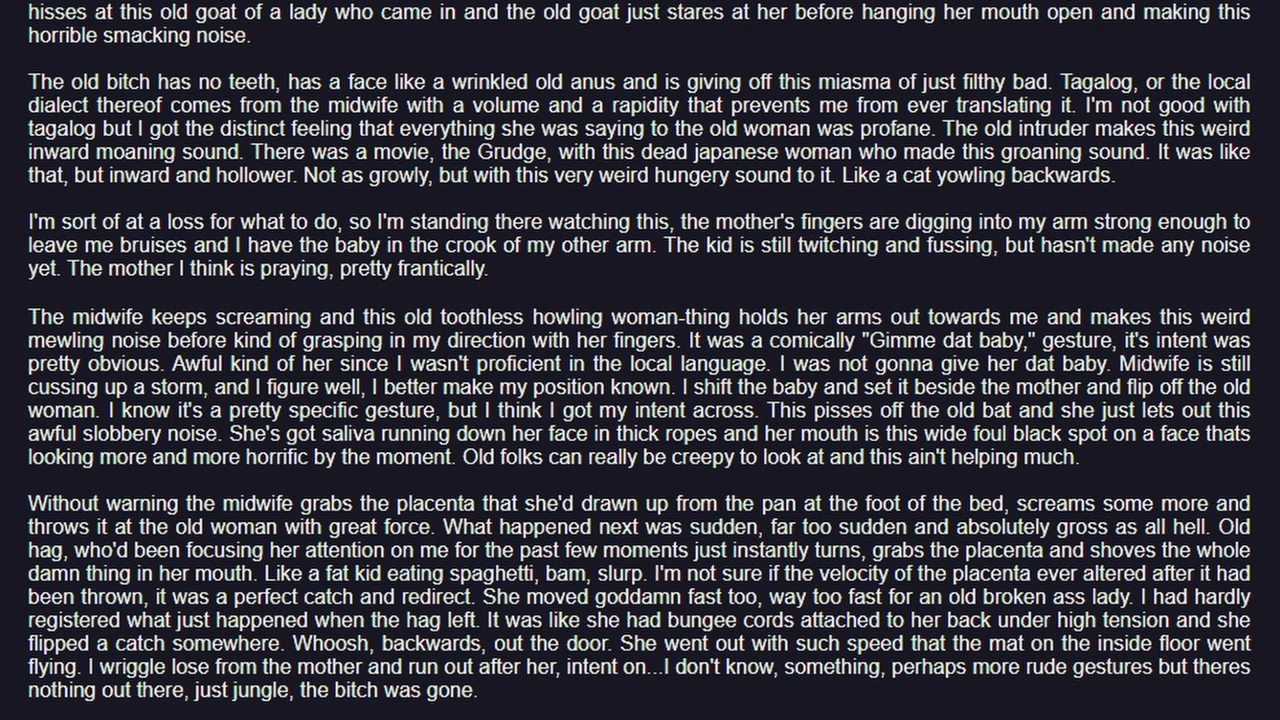 hisses at this old goat of a lady who came in and the old goat just stares at her before hanging her mouth open and making this
horrible smacking noise.
The old bitch has no teeth, has a face like a wrinkled old anus and is giving off this miasma of just filthy bad. Tagalog, or the local
dialect thereof comes from the midwife with a volume and a rapidity that prevents me from ever translating it. I'm not good with
tagalog but I got the distinct feeling that everything she was saying to the old woman was profane. The old intruder makes this weird
inward moaning sound. There was a movie, the Grudge, with this dead japanese woman who made this groaning sound. It was like
that, but inward and hollower. Not as growly, but with this very weird hungery sound to it. Like a cat yowling backwards.
I'm sort of at a loss for what to do, so I'm standing there watching this, the mother's fingers are digging into my arm strong enough to
leave me bruises and I have the baby in the crook of my other arm. The kid is still twitching and fussing, but hasn't made any noise
yet. The mother I think is praying, pretty frantically.
The midwife keeps screaming and this old toothless howling woman-thing holds her arms out towards me and makes this weird
mewling noise before kind of grasping in my direction with her fingers. It was a comically "Gimme dat baby," gesture, it's intent was
pretty obvious. Awful kind of her since I wasn't proficient in the local language. I was not gonna give her dat baby. Midwife is still
cussing up a storm, and I figure well, I better make my position known. I shift the baby and set it beside the mother and flip off the old
woman. I know it's a pretty specific gesture, but I think I got my intent across. This pisses off the old bat and she just lets out this
awful slobbery noise. She's got saliva running down her face in thick ropes and her mouth is this wide foul black spot on a face thats
looking more and more horrific by the moment. Old folks can really be creepy to look at and this ain't helping much.
Without warning the midwife grabs the placenta that she'd drawn up from the pan at the foot of the bed, screams some more and
throws it at the old woman with great force. What happened next was sudden, far too sudden and absolutely gross as all hell. Old
hag, who'd been focusing her attention on me for the past few moments just instantly turns, grabs the placenta and shoves the whole
damn thing in her mouth. Like a fat kid eating spaghetti, bam, slurp. I'm not sure if the velocity of the placenta ever altered after it had
been thrown, it was a perfect catch and redirect. She moved goddamn fast too, way too fast for an old broken ass lady. I had hardly
registered what just happened when the hag left. It was like she had bungee cords attached to her back under high tension and she
flipped a catch somewhere. Whoosh, backwards, out the door. She went out with such speed that the mat on the inside floor went
flying. I wriggle lose from the mother and run out after her, intent on...I don't know, something, perhaps more rude gestures but theres
nothing out there, just jungle, the bitch was gone.